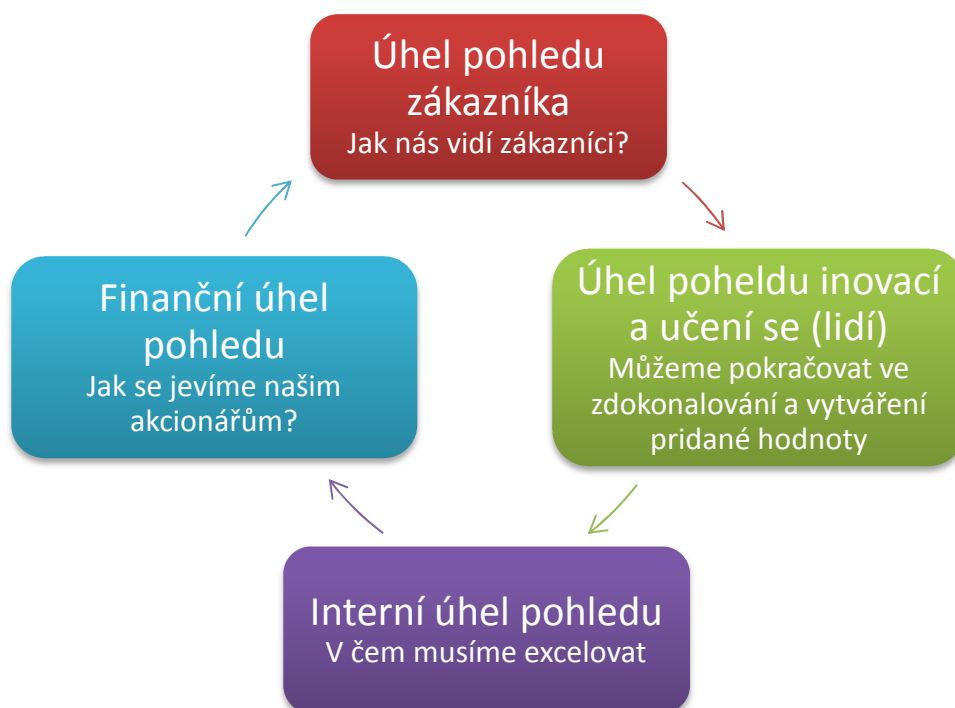 Úhel pohledu
zákazníka
Jak nás vidí zákazníci?
Finanční úhel
pohledu
Jak se jevíme našim
akcionářům?
Úhel poheldu inovací
a učení se (lidí)
Můžeme pokračovat ve
zdokonalování a vytváření
pridané hodnoty
Interní úhel pohledu
V čem musíme excelovat